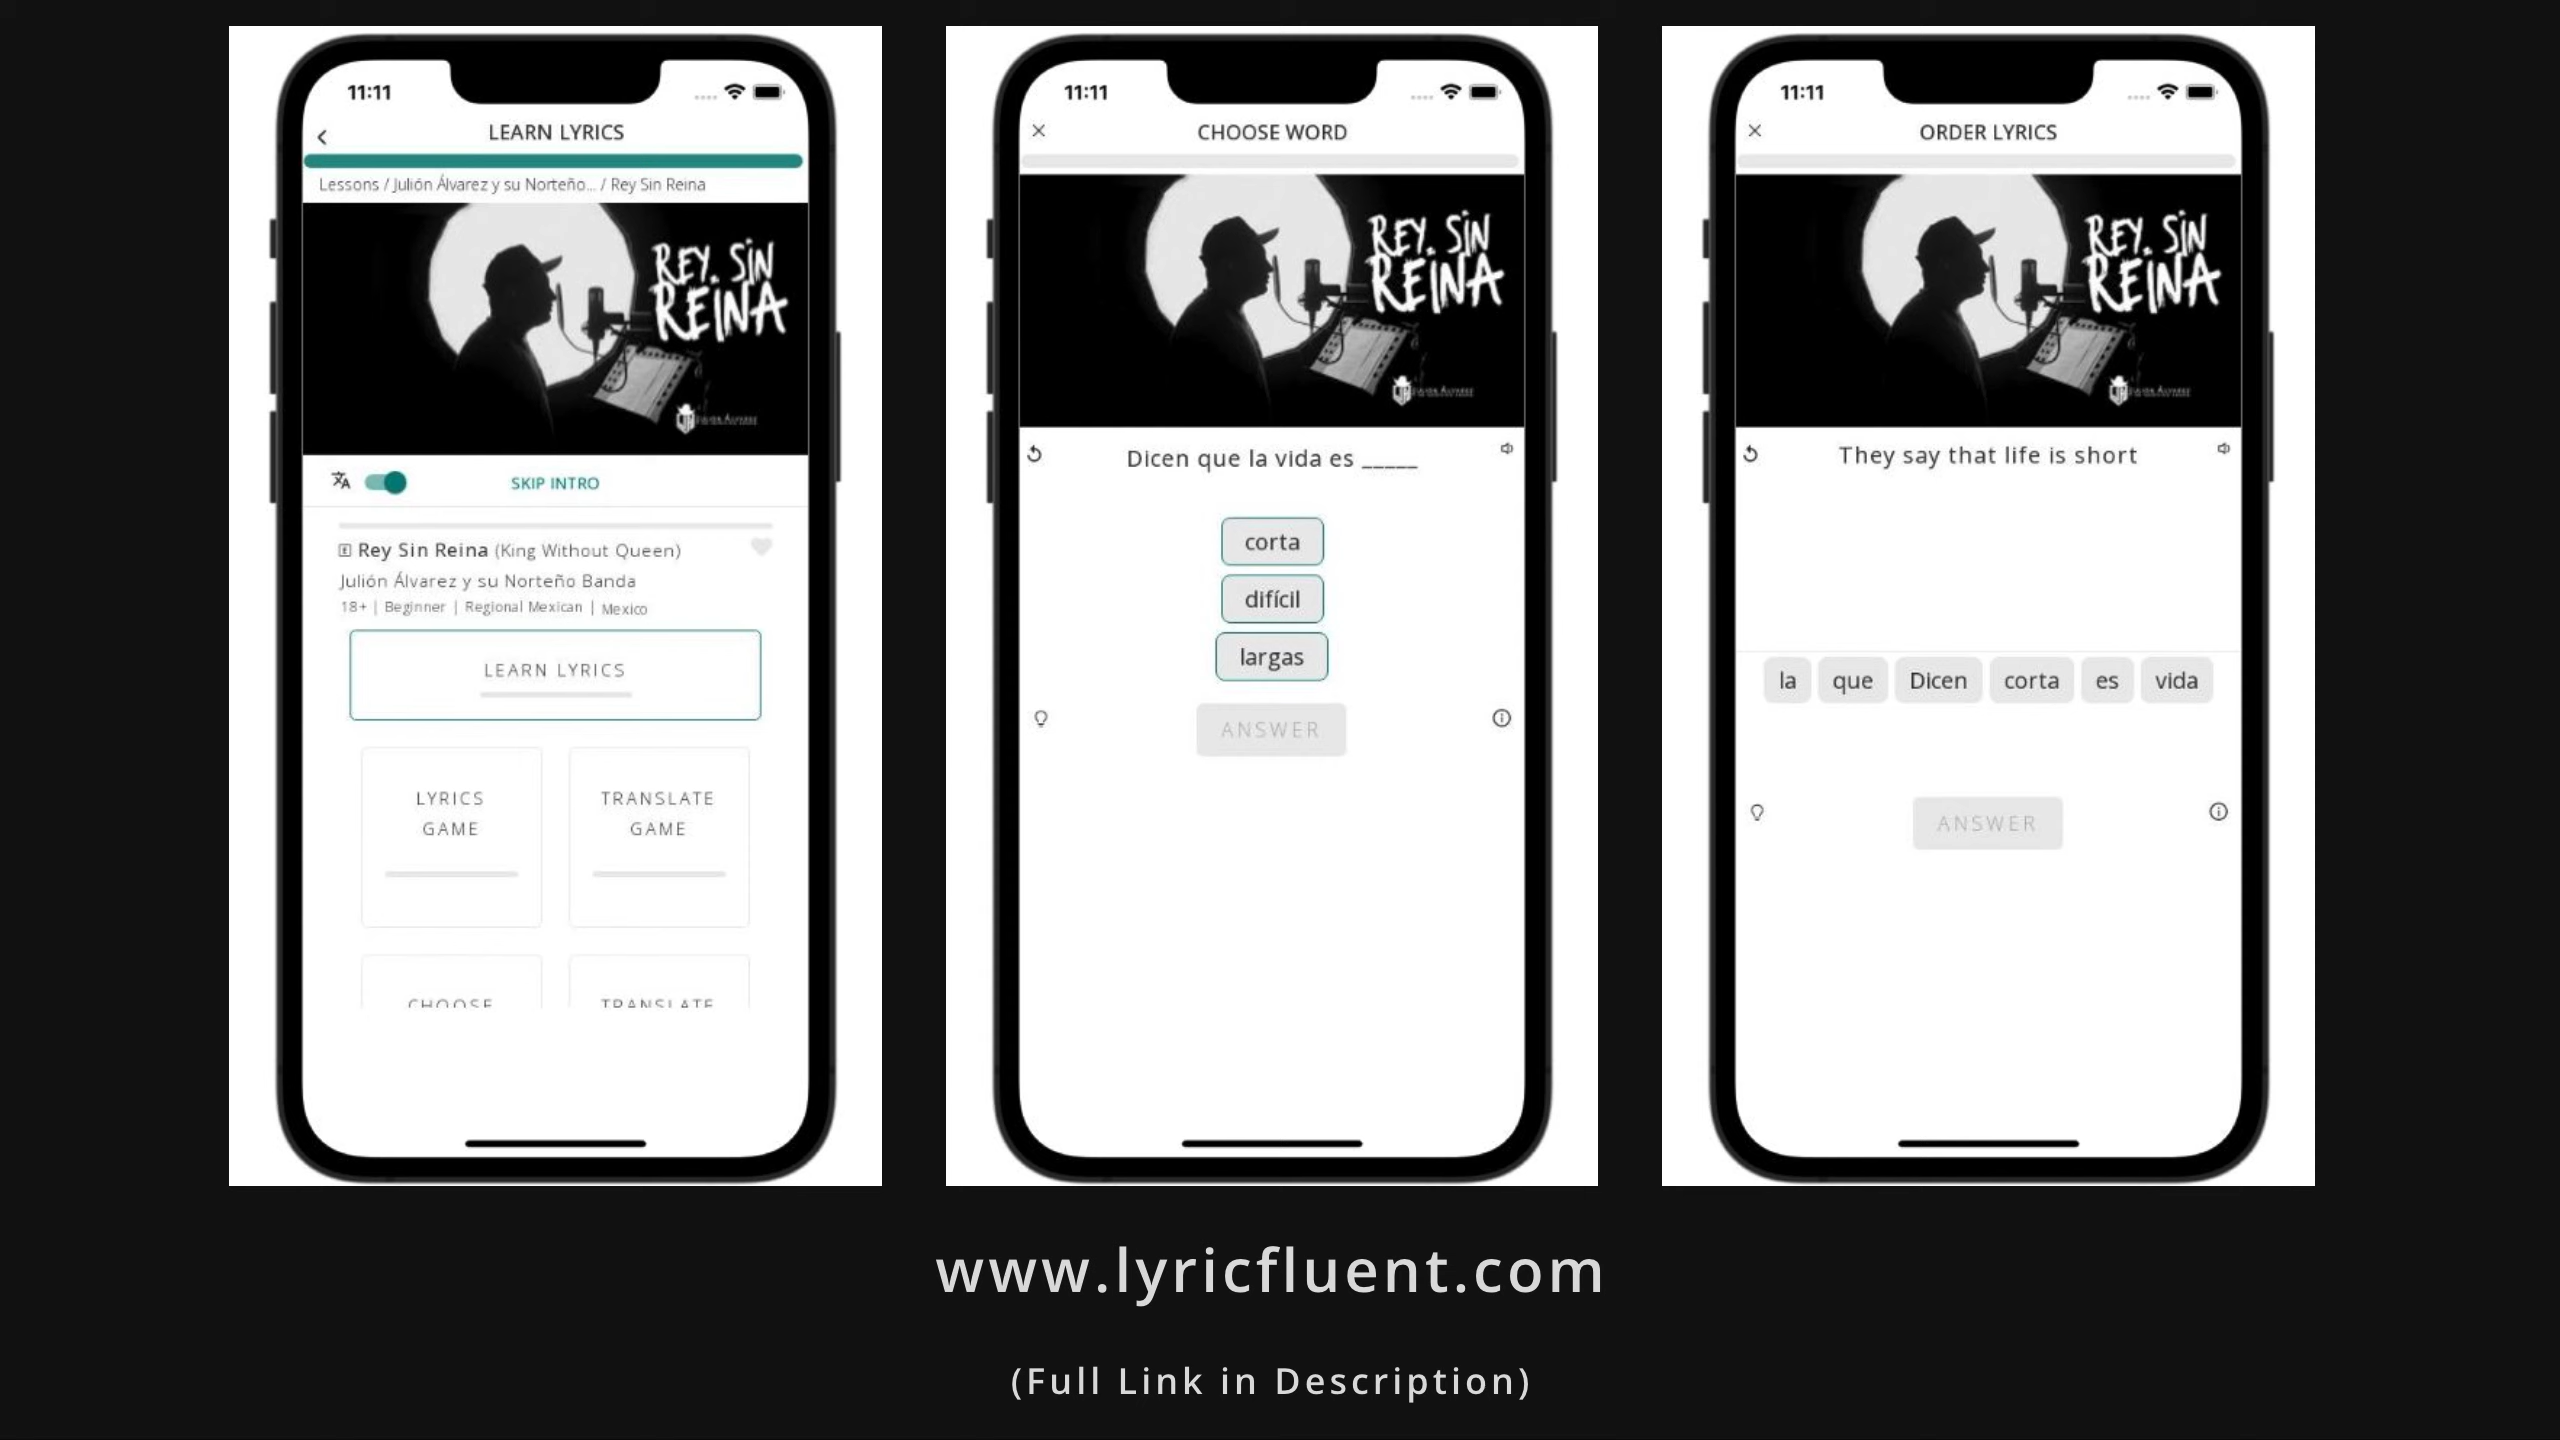 11:11
LEARN LYRICS
Lessons / Julión Álvarez y su Norteño... / Rey Sin Reina
REY. SIN
REINA
SKIP INTRO
Rey Sin Reina (King Without Queen)
Julión Álvarez y su Norteño Banda
18+ | Beginner | Regional Mexican | Mexico
LEARN LYRICS
LYRICS
GAME
TRANSLATE
GAME
CHOOSE
TRANSLATE
11:11
CHOOSE WORD
REY. SIN
REINA
Dicen que la vida es _____
corta
difícil
largas
ANSWER
11:11
ORDER LYRICS
REY. SIN
REINA
They say that life is short
la que Dicen corta es vida
ANSWER
www.lyricfluent.com
(Full Link in Description)